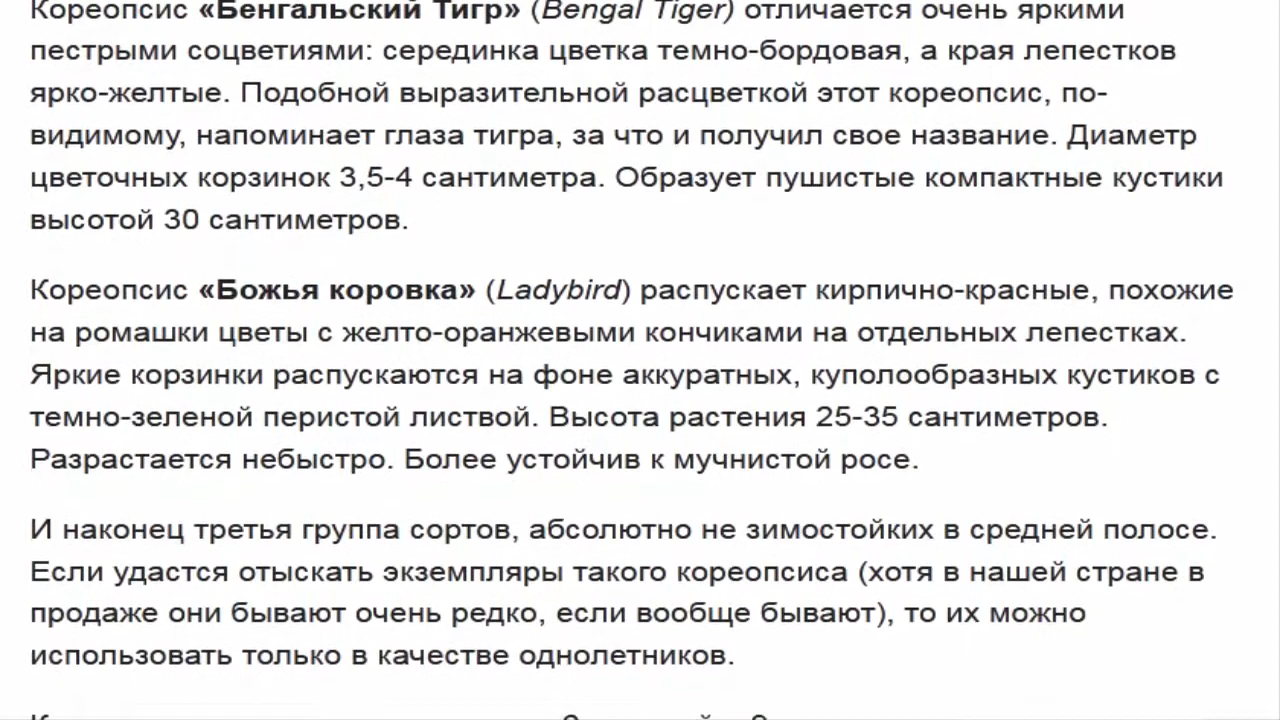 Кореопсис «Бенгальский Тигр» (Bengal Tiger) отличается очень яркими
пестрыми соцветиями: серединка цветка темно-бордовая, а края лепестков
ярко-желтые. Подобной выразительной расцветкой этот кореопсис, по-
видимому, напоминает глаза тигра, за что и получил свое название. Диаметр
цветочных корзинок 3,5-4 сантиметра. Образует пушистые компактные кустики
высотой 30 сантиметров.
Кореопсис «Божья коровка» (Ladybird) распускает кирпично-красные, похожие
на ромашки цветы с желто-оранжевыми кончиками на отдельных лепестках.
Яркие корзинки распускаются на фоне аккуратных, куполообразных кустиков с
темно-зеленой перистой листвой. Высота растения 25-35 сантиметров.
Разрастается небыстро. Более устойчив к мучнистой росе.
И наконец третья группа сортов, абсолютно не зимостойких в средней полосе.
Если удастся отыскать экземпляры такого кореопсиса (хотя в нашей стране в
продаже они бывают очень редко, если вообще бывают), то их можно
использовать только в качестве однолетников.